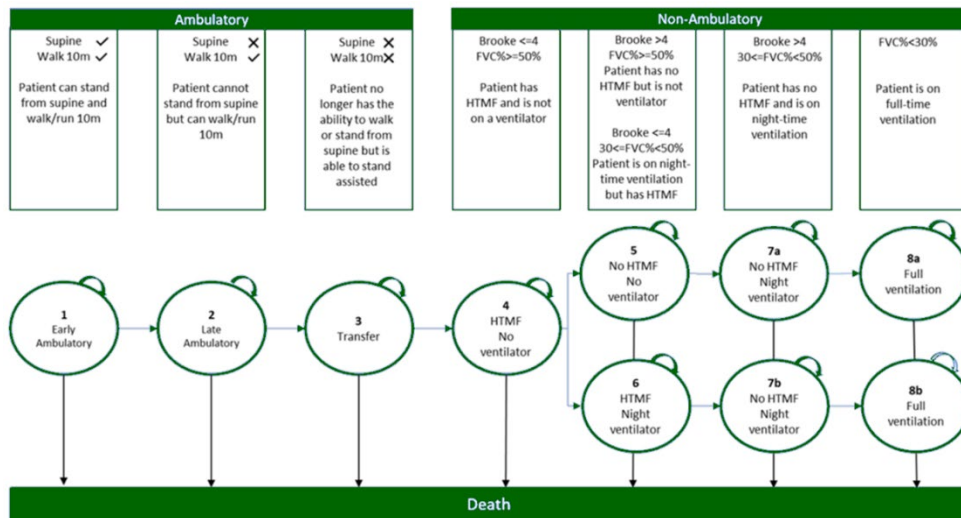 Ambulatory
Non-Ambulatory
Supine ✓
Walk 10m ✓
Patient can stand
from supine and
walk/run 10m
Supine ✕
Walk 10m ✓
Patient cannot
stand from supine
but can walk/run
10m
Supine ✕
Walk 10m ✕
Patient no
longer has the
ability to walk
or stand from
supine but is
able to stand
assisted
Brooke <=4
FVC%>=50%
Patient has
HTMF and is not
on a ventilator
Brooke >4
FVC%>=50%
Patient has no
HTMF but is not
ventilator
Brooke <=4
30<=FVC%<50%
Patient is on night-
time ventilation
but has HTMF
Brooke >4
30<=FVC%<50%
Patient has no
HTMF and is on
night-time
ventilation
FVC%<30%
Patient is on
full-time
ventilation
1
Early
Ambulatory
2
Late
Ambulatory
3
Transfer
4
HTMF
No
ventilator
5
No HTMF
No
ventilator
7a
No HTMF
Night
ventilator
8a
Full
ventilation
6
HTMF
Night
ventilator
7b
No HTMF
Night
ventilator
8b
Full
ventilation
Death